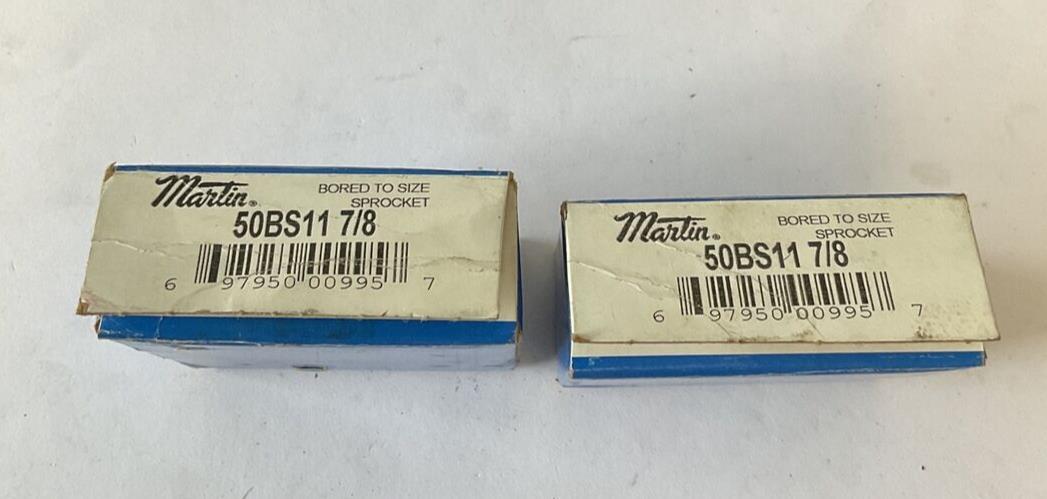 Martin®
BORED TO SIZE
SPROCKET
50BS11 7/8
6 97950 00995 7
Martin®
BORED TO SIZE
SPROCKET
50BS11 7/8
6 97950 00995 7